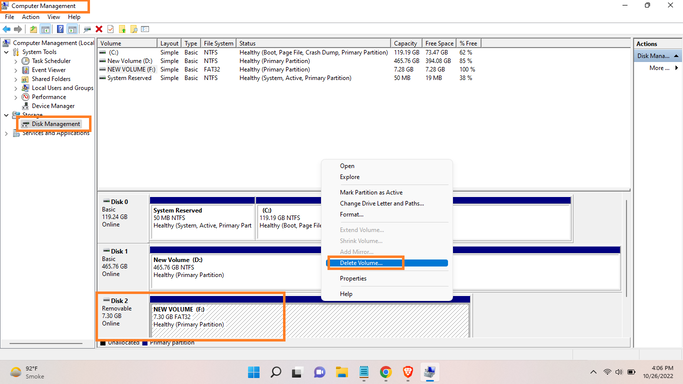 Computer Management
File Action View Help
Computer Management (Local
System Tools
Task Scheduler
Event Viewer
Shared Folders
Local Users and Groups
Performance
Device Manager
Storage
Disk Management
Services and Applications
Volume Layout Type File System Status Capacity Free Space % Free
(C:) Simple Basic NTFS Healthy (Boot, Page File, Crash Dump, Primary Partition) 119.19 GB 73.47 GB 62 %
New Volume (D:) Simple Basic NTFS Healthy (Primary Partition) 465.76 GB 394.08 GB 85 %
NEW VOLUME (F:) Simple Basic FAT32 Healthy (Primary Partition) 7.28 GB 7.28 GB 100 %
System Reserved Simple Basic NTFS Healthy (System, Active, Primary Partition) 50 MB 19 MB 38 %
Actions
Disk Mana...
More ...
Open
Explore
Mark Partition as Active
Change Drive Letter and Paths...
Format...
Extend Volume...
Shrink Volume...
Add Mirror...
Delete Volume...
Properties
Help
Disk 0
Basic
119.24 GB
Online
System Reserved
50 MB NTFS
Healthy (System, Active, Primary Part
(C:)
119.19 GB NTFS
Healthy (Boot, Page File,
Disk 1
Basic
465.76 GB
Online
New Volume (D:)
465.76 GB NTFS
Healthy (Primary Partition)
Disk 2
Removable
7.30 GB
Online
NEW VOLUME (F:)
7.30 GB FAT32
Healthy (Primary Partition)
Unallocated Primary partition
92°F
Smoke
4:06 PM
10/26/2022